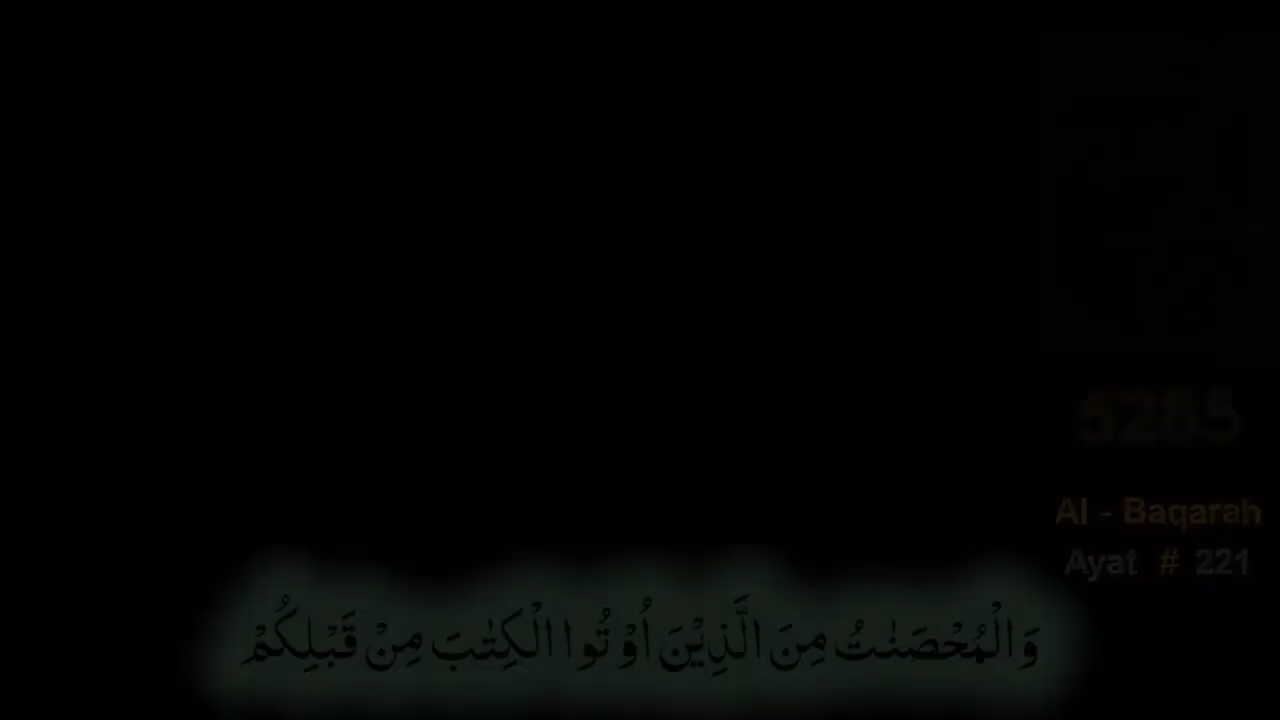 5285
Al - Baqarah
Ayat # 221
وَالْمُحْصَنٰتُ مِنَ الَّذِيْنَ اُوْتُوا الْكِتٰبَ مِنْ قَبْلِكُمْ